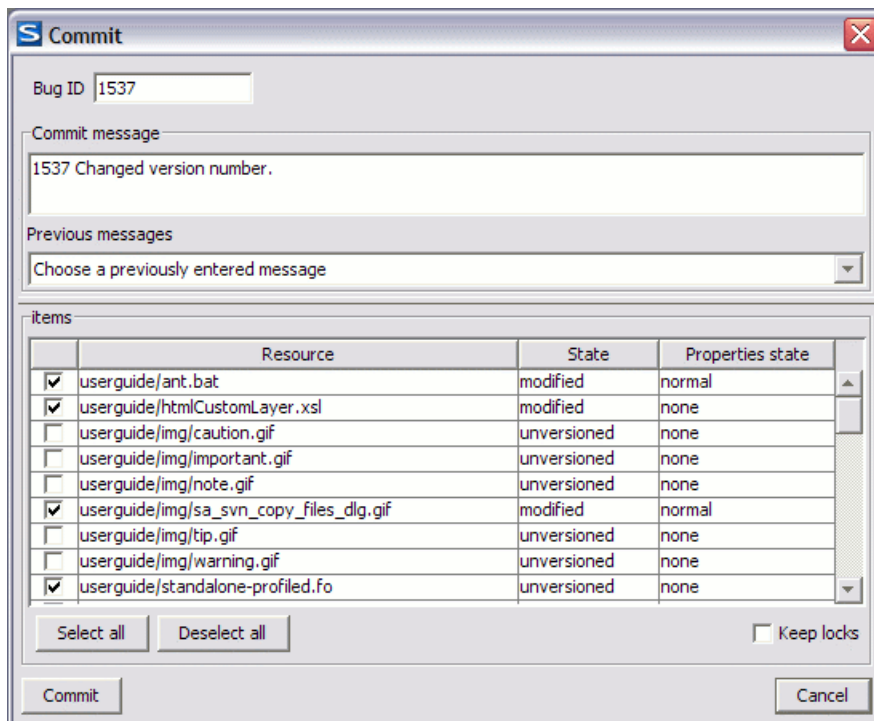 S Commit
Bug ID 1537
Commit message
1537 Changed version number.
Previous messages
Choose a previously entered message
items
Resource State Properties state
userguide/ant.bat modified normal
userguide/htmlCustomLayer.xsl modified none
userguide/img/caution.gif unversioned none
userguide/img/important.gif unversioned none
userguide/img/note.gif unversioned none
userguide/img/sa_svn_copy_files_dlg.gif modified normal
userguide/img/tip.gif unversioned none
userguide/img/warning.gif unversioned none
userguide/standalone-profiled.fo unversioned none
Select all Deselect all Keep locks
Commit Cancel